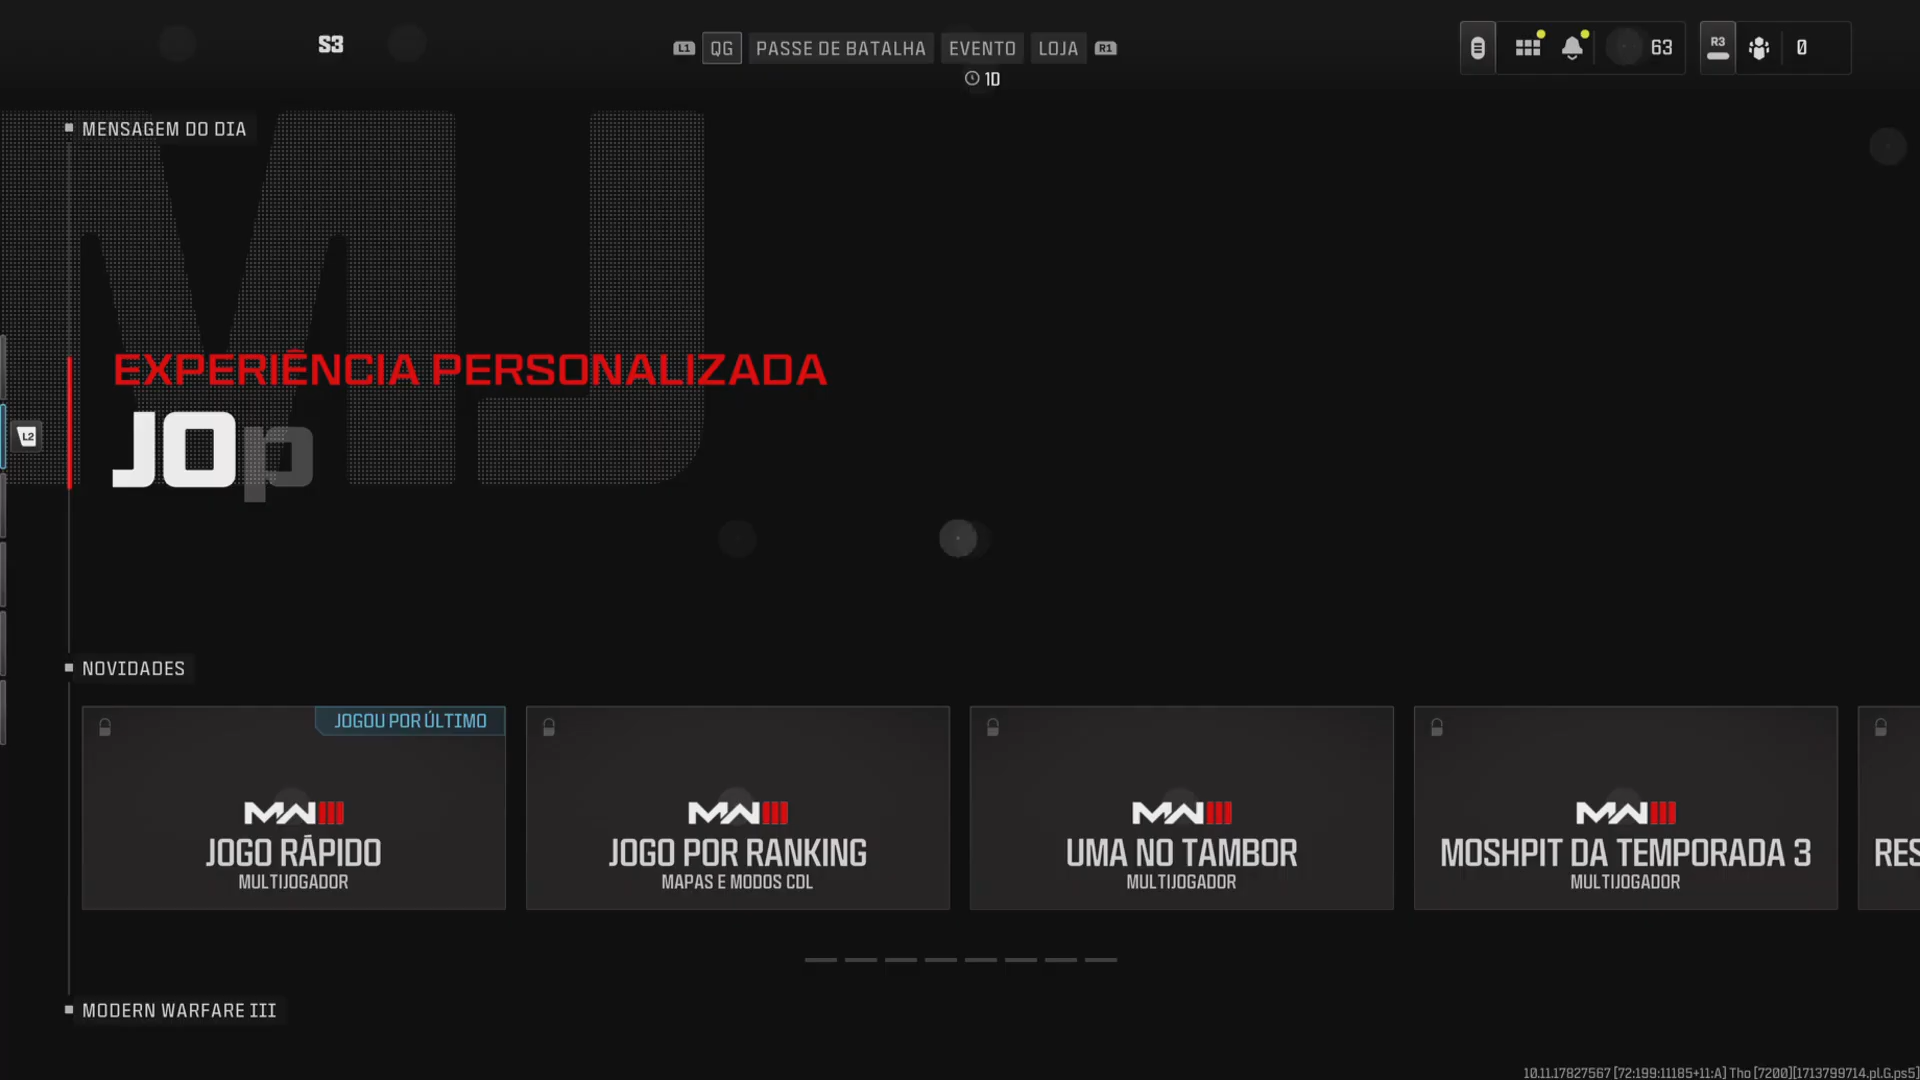 S3
L1 QG PASSE DE BATALHA EVENTO LOJA R1
1D
63
R3
0
MENSAGEM DO DIA
MJ
EXPERIÊNCIA PERSONALIZADA
JOp
L2
NOVIDADES
JOGOU POR ÚLTIMO
MWIII
JOGO RÁPIDO
MULTIJOGADOR
MWIII
JOGO POR RANKING
MAPAS E MODOS CDL
MWIII
UMA NO TAMBOR
MULTIJOGADOR
MWIII
MOSHPIT DA TEMPORADA 3
MULTIJOGADOR
RES
MODERN WARFARE III
10.11.17827567 [72:199:11185+11:A] Tho [7200][1713799714.pl.G.ps5]